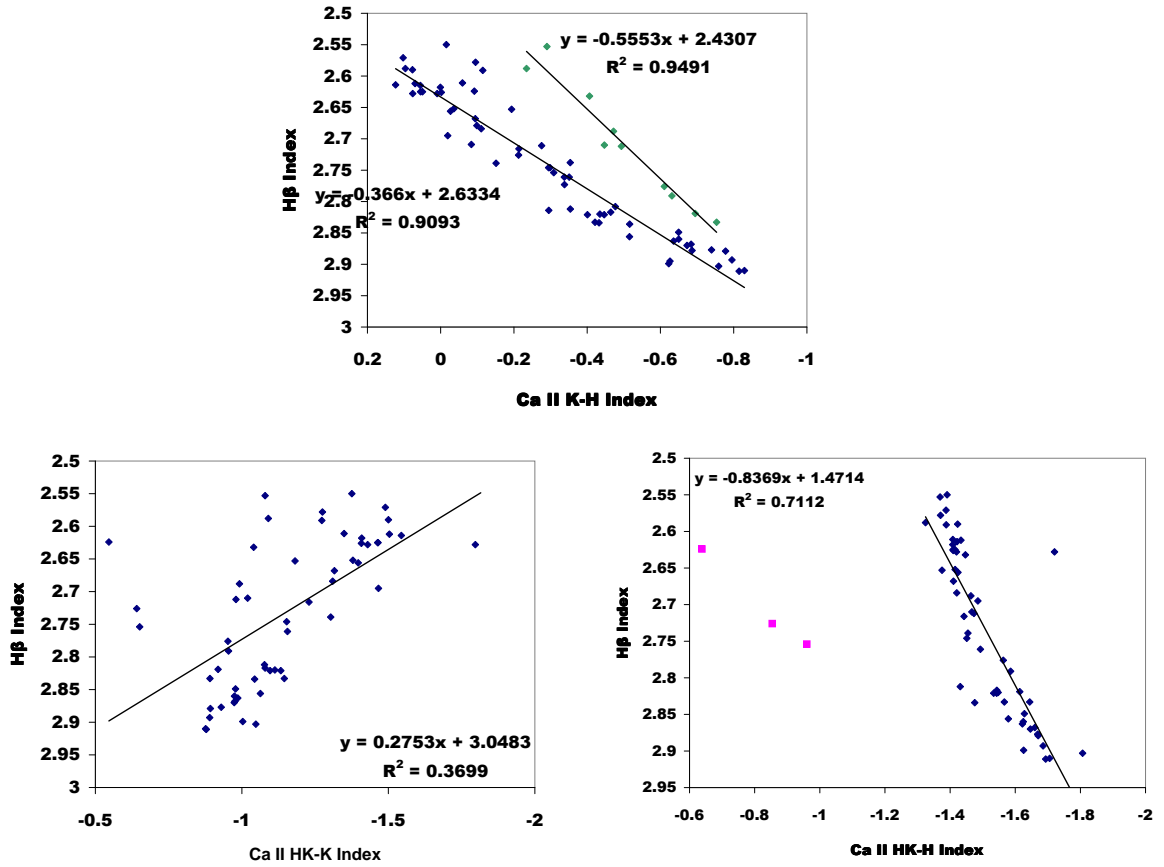 2.5
2.55
2.6
2.65
2.7
2.75
2.8
2.85
2.9
2.95
3
Hβ Index
y = -0.5553x + 2.4307
R² = 0.9491
y = -0.366x + 2.6334
R² = 0.9093
0.2 0 -0.2 -0.4 -0.6 -0.8 -1
Ca II K-H Index
2.5
2.55
2.6
2.65
2.7
2.75
2.8
2.85
2.9
2.95
3
Hβ Index
y = 0.2753x + 3.0483
R² = 0.3699
-0.5 -1 -1.5 -2
Ca II HK-K Index
2.5
2.55
2.6
2.65
2.7
2.75
2.8
2.85
2.9
2.95
Hβ Index
y = -0.8369x + 1.4714
R² = 0.7112
-0.6 -0.8 -1 -1.2 -1.4 -1.6 -1.8 -2
Ca II HK-H Index